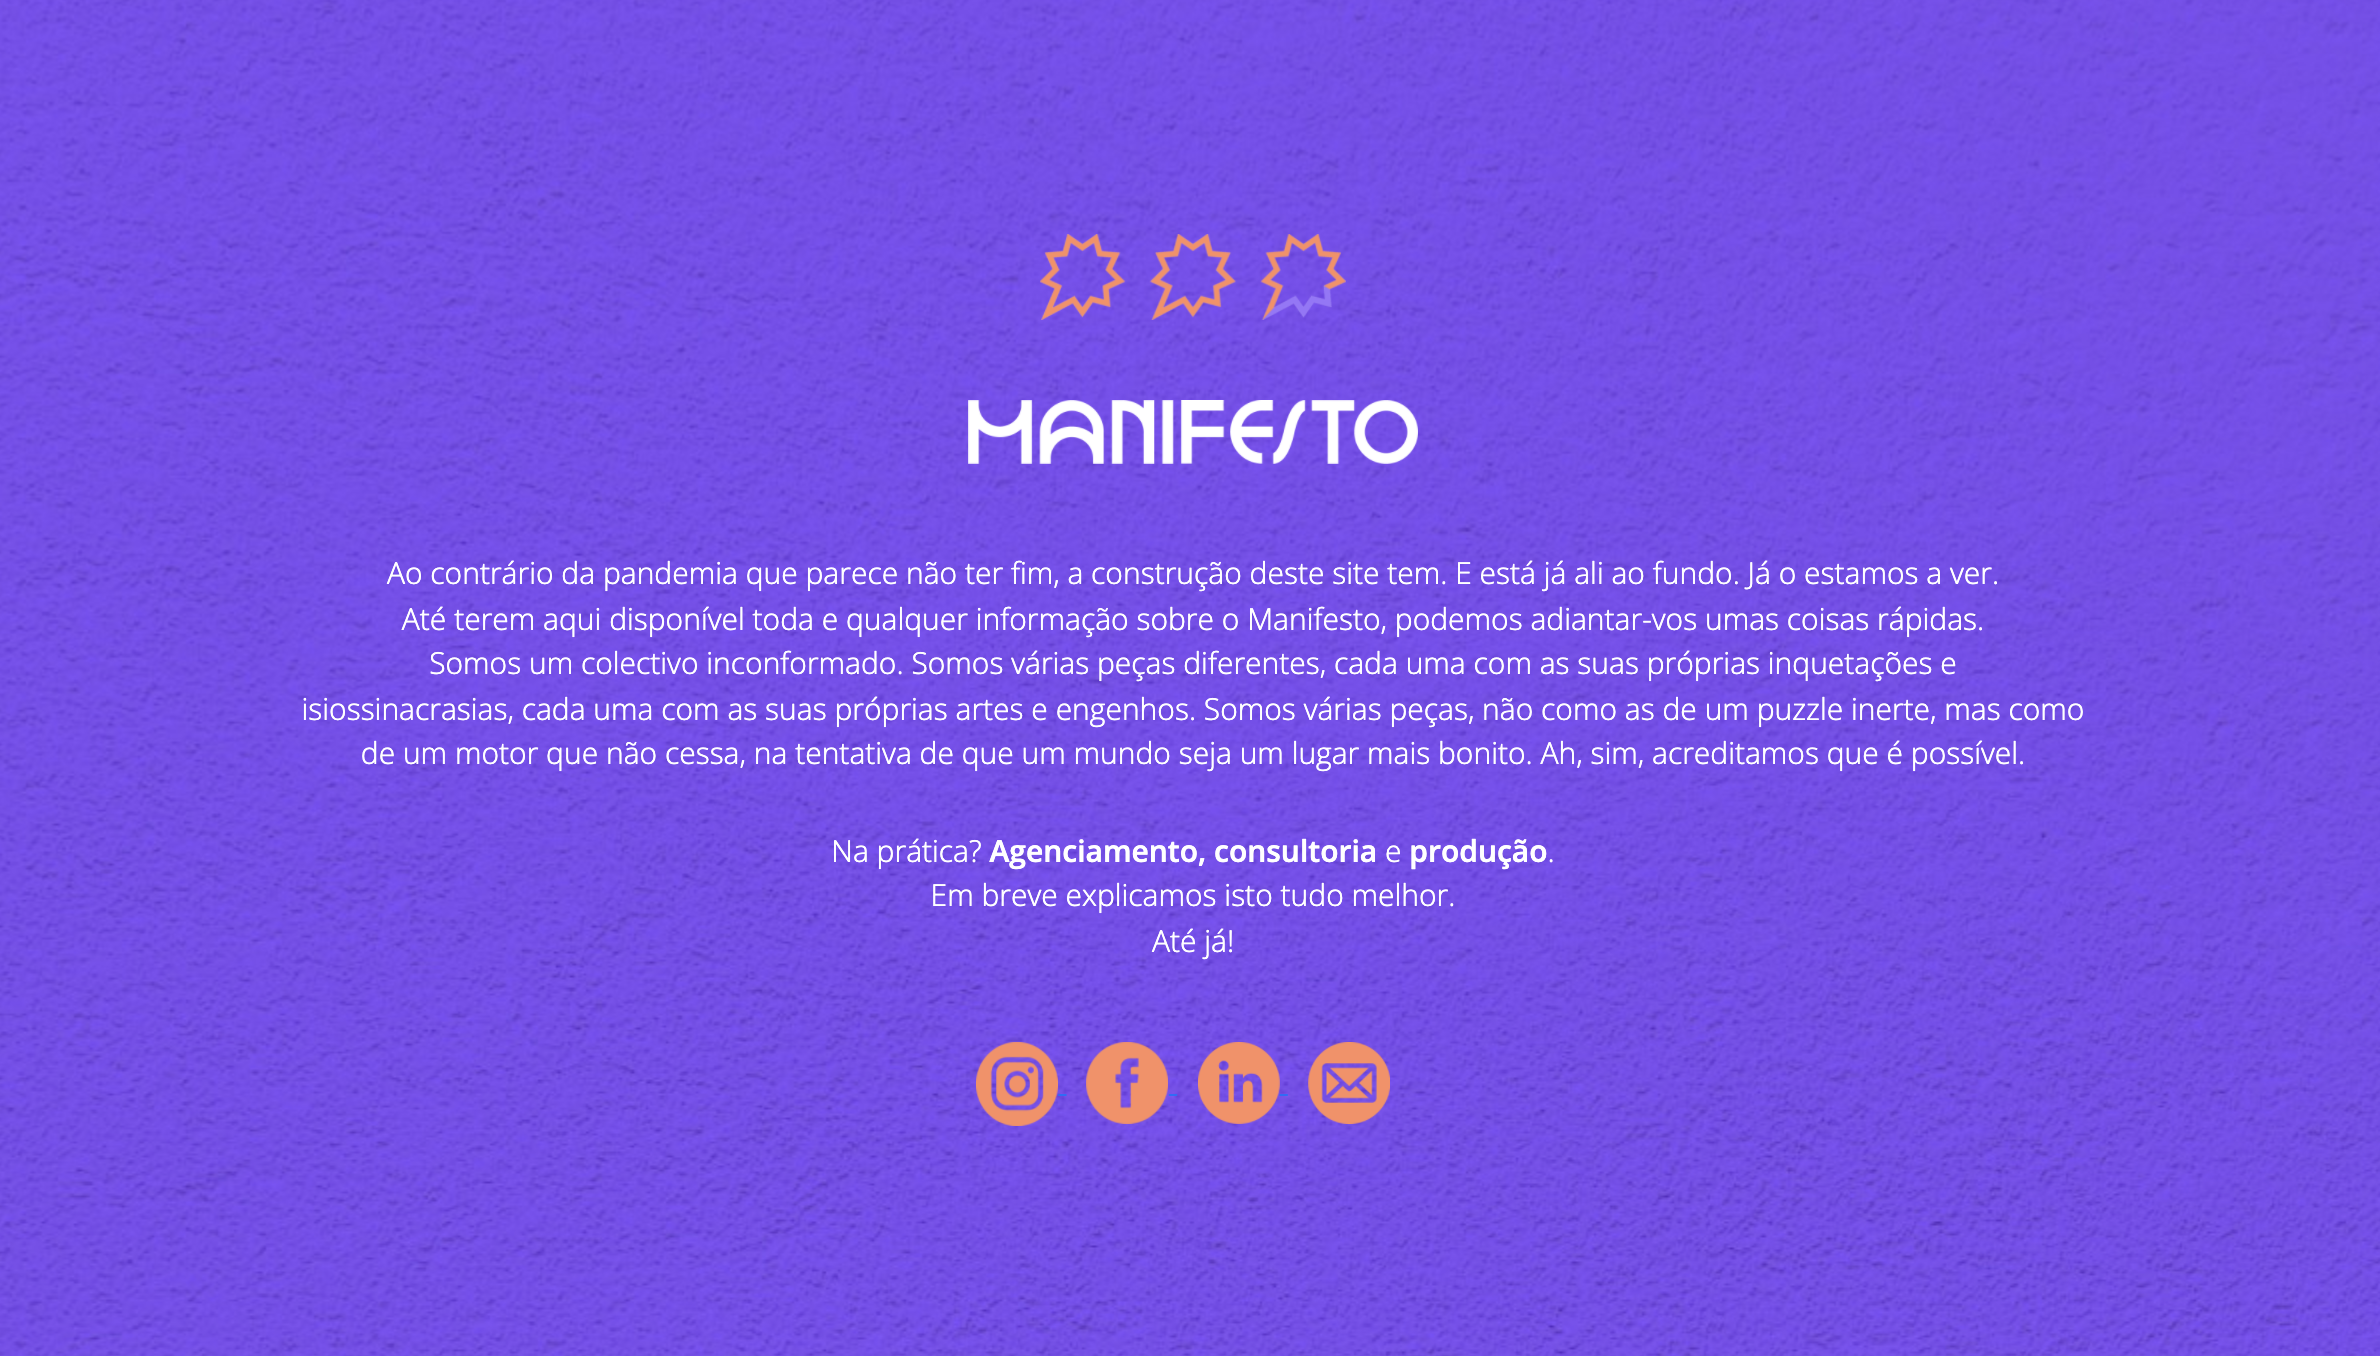 MANIFESTO
Ao contrário da pandemia que parece não ter fim, a construção deste site tem. E está já ali ao fundo. Já o estamos a ver.
Até terem aqui disponível toda e qualquer informação sobre o Manifesto, podemos adiantar-vos umas coisas rápidas.
Somos um colectivo inconformado. Somos várias peças diferentes, cada uma com as suas próprias inquetações e
isiossinacrasias, cada uma com as suas próprias artes e engenhos. Somos várias peças, não como as de um puzzle inerte, mas como
de um motor que não cessa, na tentativa de que um mundo seja um lugar mais bonito. Ah, sim, acreditamos que é possível.
Na prática? Agenciamento, consultoria e produção.
Em breve explicamos isto tudo melhor.
Até já!